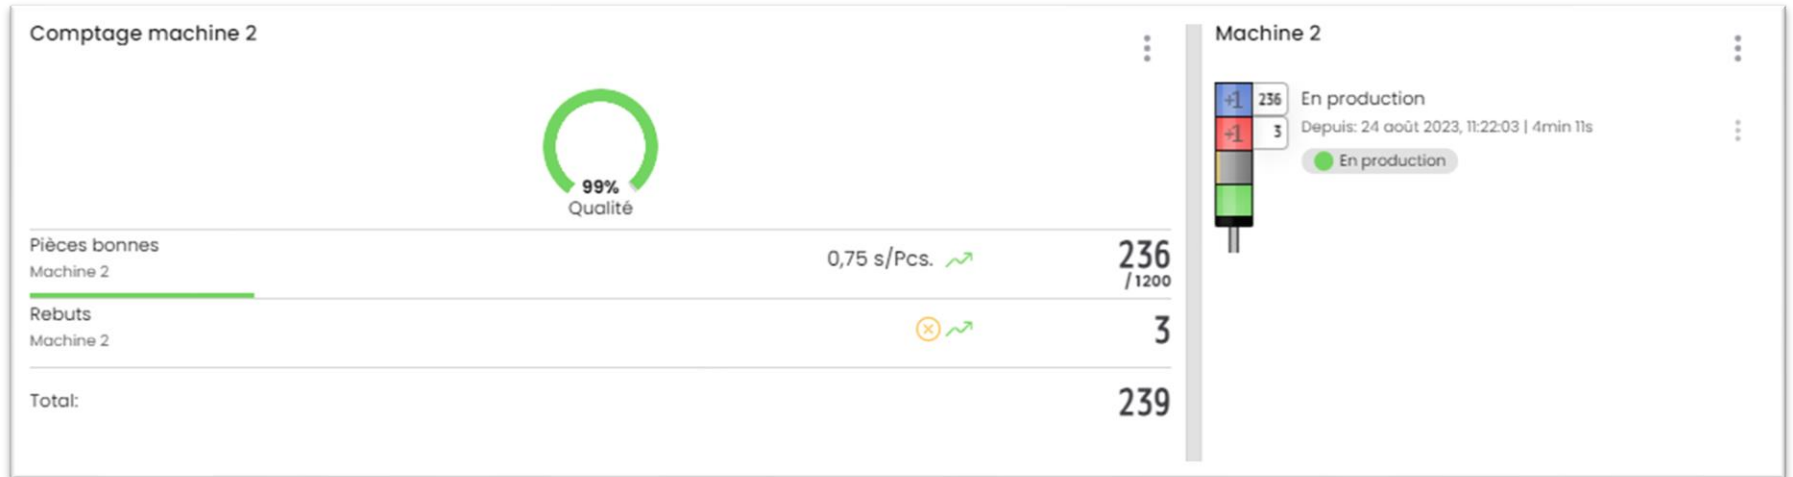 Comptage machine 2
99%
Qualité
Pièces bonnes
Machine 2
0,75 s/Pcs.
236
/1200
Rebuts
Machine 2
3
Total:
239
Machine 2
+1 236
+1 3
En production
Depuis: 24 août 2023, 11:22:03 | 4min 11s
En production